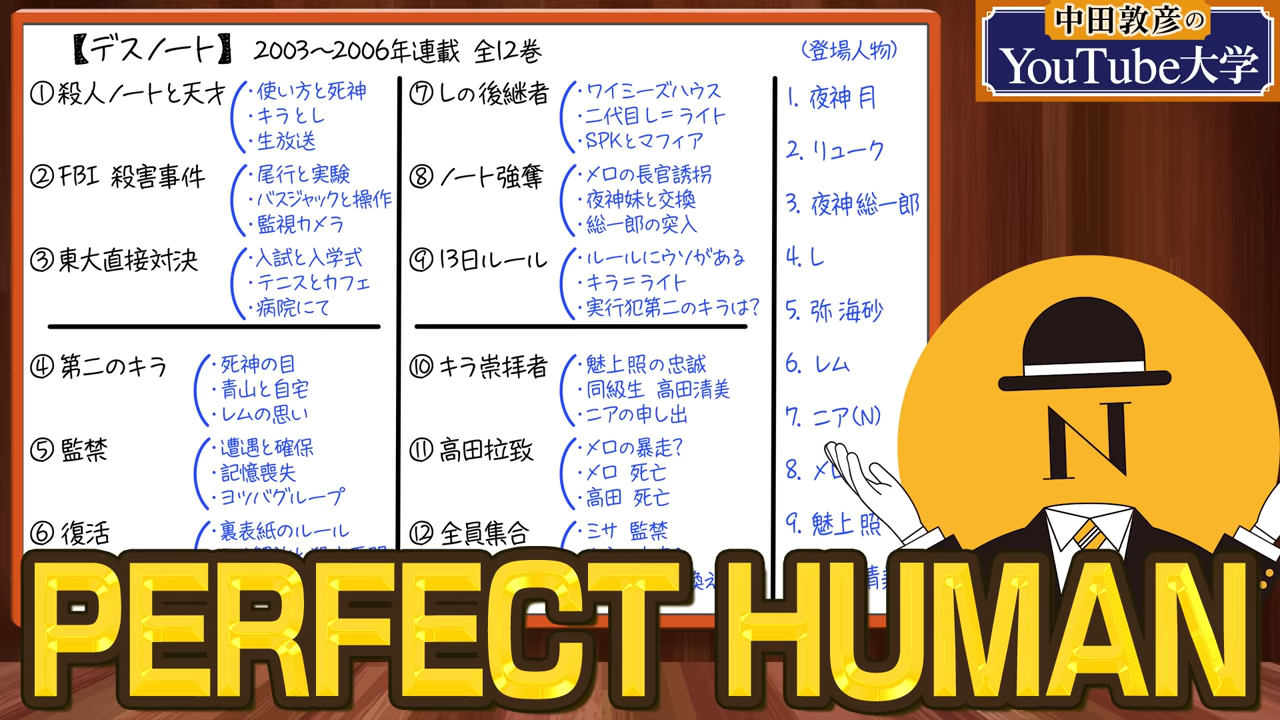 中田敦彦の
YouTube大学
【デスノート】 2003〜2006年連載 全12巻
(登場人物)
①殺人ノートと天才
・使い方と死神
・キラとL
・生放送
②FBI 殺害事件
・尾行と実験
・バスジャックと操作
・監視カメラ
③東大直接対決
・入試と入学式
・テニスとカフェ
・病院にて
④第二のキラ
・死神の目
・青山と自宅
・レムの思い
⑤監禁
・遭遇と確保
・記憶喪失
・ヨツバグループ
⑥復活
・裏表紙のルール
⑦Lの後継者
・ワイミーズハウス
・二代目L=ライト
・SPKとマフィア
⑧ノート強奪
・メロの長官誘拐
・夜神妹と交換
・総一郎の突入
⑨13日ルール
・ルールにウソがある
・キラ=ライト
・実行犯第二のキラは?
⑩キラ崇拝者
・魅上照の忠誠
・同級生 高田清美
・ニアの申し出
⑪高田拉致
・メロの暴走?
・メロ 死亡
・高田 死亡
⑫全員集合
・ミサ 監禁
1. 夜神月
2. リューク
3. 夜神総一郎
4. L
5. 弥海砂
6. レム
7. ニア(N)
8. メロ
9. 魅上照
N
PERFECT HUMAN